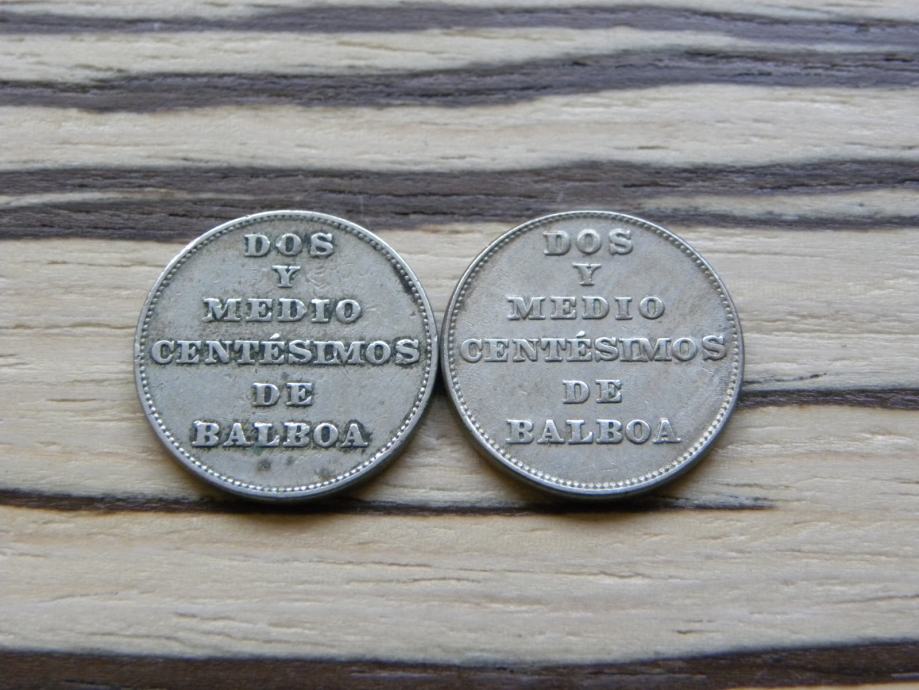 DOS
Y
MEDIO
CENTÉSIMOS
DE
BALBOA
DOS
Y
MEDIO
CENTÉSIMOS
DE
BALBOA